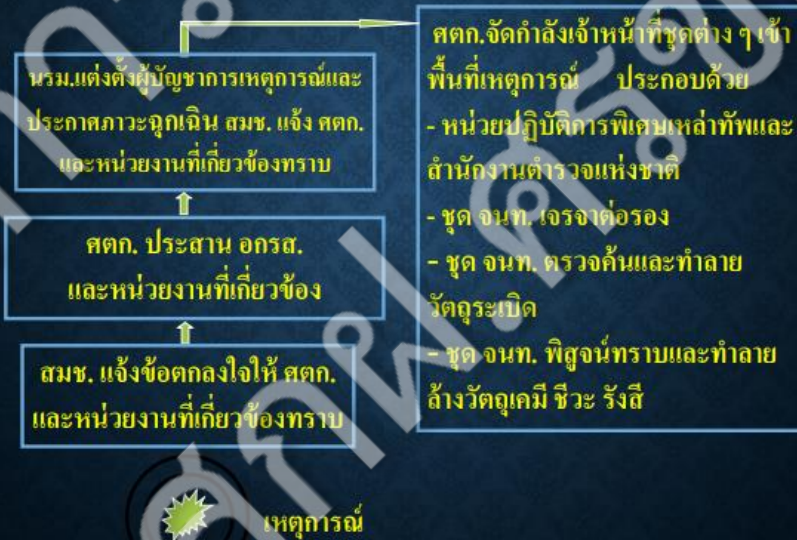 นรม.แต่งตั้งผู้บัญชาการเหตุการณ์และ
ประกาศภาวะฉุกเฉิน สมช. แจ้ง ศตก.
และหน่วยงานที่เกี่ยวข้องทราบ
ศตก. ประสาน อกรส.
และหน่วยงานที่เกี่ยวข้อง
สมช. แจ้งข้อตกลงใจให้ ศตก.
และหน่วยงานที่เกี่ยวข้องทราบ
เหตุการณ์
ศตก.จัดกำลังเจ้าหน้าที่ชุดต่าง ๆ เข้า
พื้นที่เหตุการณ์ ประกอบด้วย
- หน่วยปฏิบัติการพิเศษเหล่าทัพและ
สำนักงานตำรวจแห่งชาติ
- ชุด จนท. เจรจาต่อรอง
- ชุด จนท. ตรวจค้นและทำลาย
วัตถุระเบิด
- ชุด จนท. พิสูจน์ทราบและทำลาย
ล้างวัตถุเคมี ชีวะ รังสี